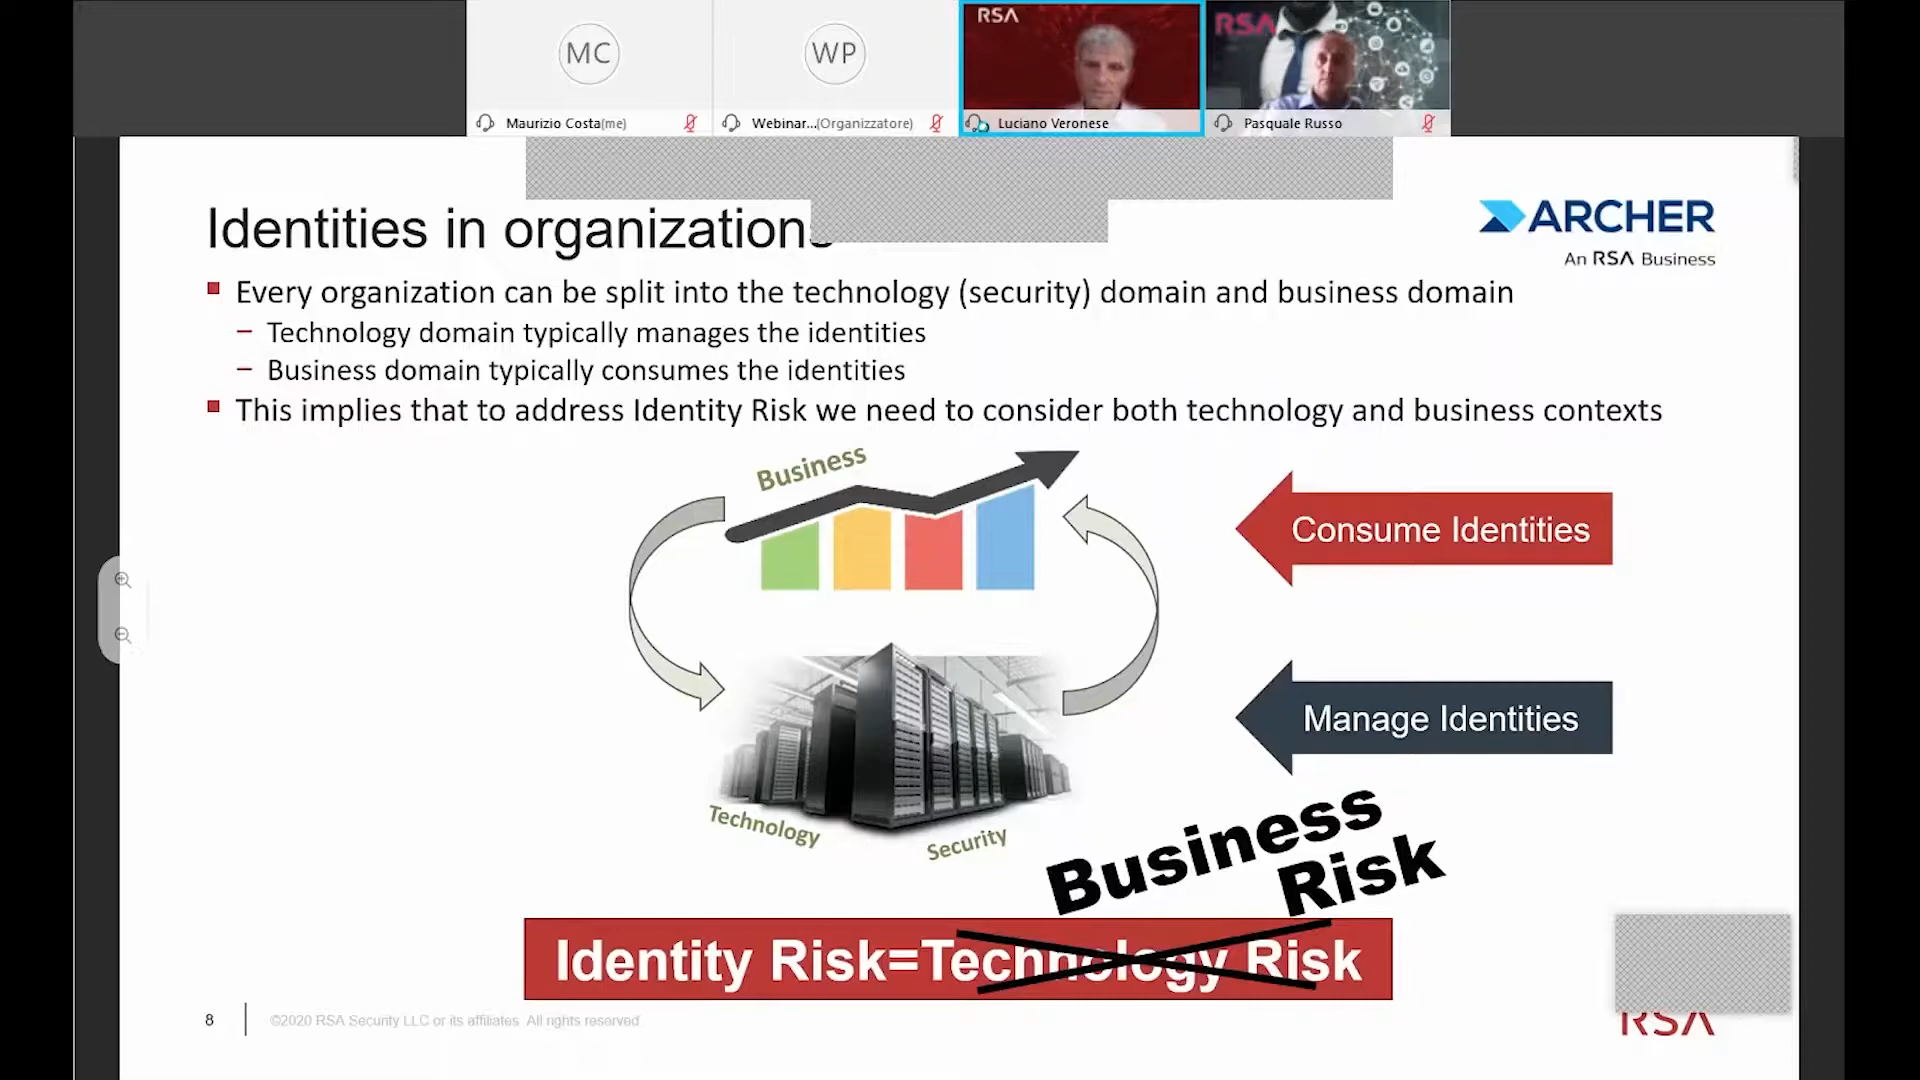 MC
WP
RSA
RSA
Maurizio Costa(me)
Webinar...(Organizzatore)
Luciano Veronese
Pasquale Russo
Identities in organizations
ARCHER
An RSA Business
Every organization can be split into the technology (security) domain and business domain
– Technology domain typically manages the identities
– Business domain typically consumes the identities
This implies that to address Identity Risk we need to consider both technology and business contexts
Business
Consume Identities
Manage Identities
Technology
Security
Business
Risk
Identity Risk=Technology Risk
8
©2020 RSA Security LLC or its affiliates. All rights reserved.
RSA